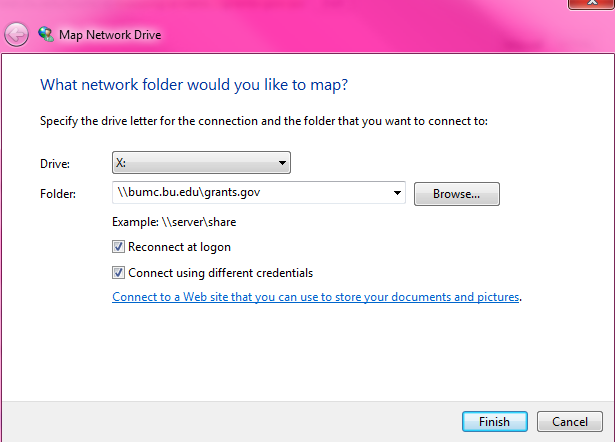 Map Network Drive
What network folder would you like to map?
Specify the drive letter for the connection and the folder that you want to connect to:
Drive: X:
Folder: \\bumc.bu.edu\grants.gov Browse...
Example: \\server\share
Reconnect at logon
Connect using different credentials
Connect to a Web site that you can use to store your documents and pictures.
Finish Cancel